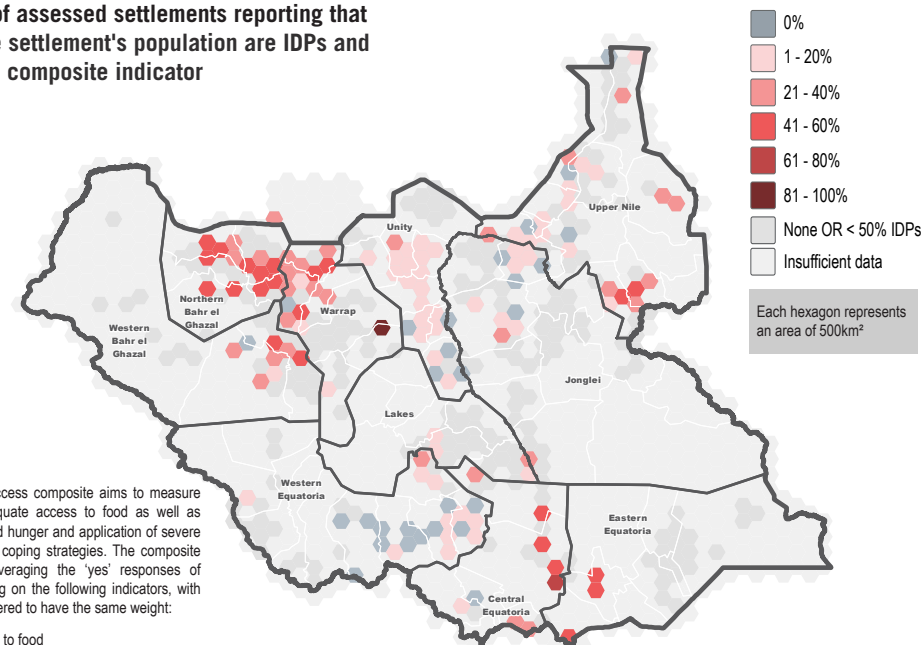 of assessed settlements reporting that
settlement's population are IDPs and
composite indicator
0%
1 - 20%
21 - 40%
41 - 60%
61 - 80%
81 - 100%
None OR < 50% IDPs
Insufficient data
Each hexagon represents
an area of 500km²
Upper Nile
Unity
Northern
Bahr el
Ghazal
Warrap
Western
Bahr el
Ghazal
Jonglei
Lakes
Western
Equatoria
Eastern
Equatoria
Central
Equatoria
composite aims to measure
access to food as well as
hunger and application of severe
coping strategies. The composite
the 'yes' responses of
on the following indicators, with
to have the same weight:
to food